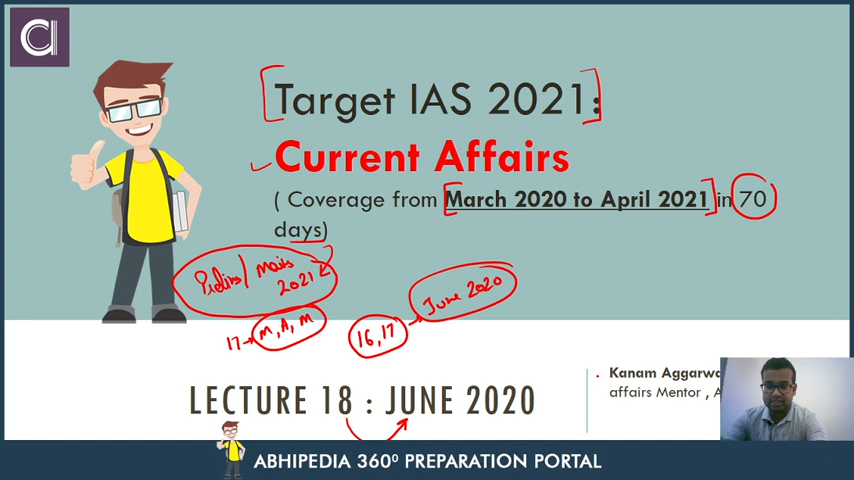 Target IAS 2021:
Current Affairs
( Coverage from March 2020 to April 2021 in 70
days)
Prelims/ Mains
2021
17 → M, A, M
16, 17
June 2020
LECTURE 18 : JUNE 2020
Kanam Aggarwa
affairs Mentor , A
ABHIPEDIA 360⁰ PREPARATION PORTAL